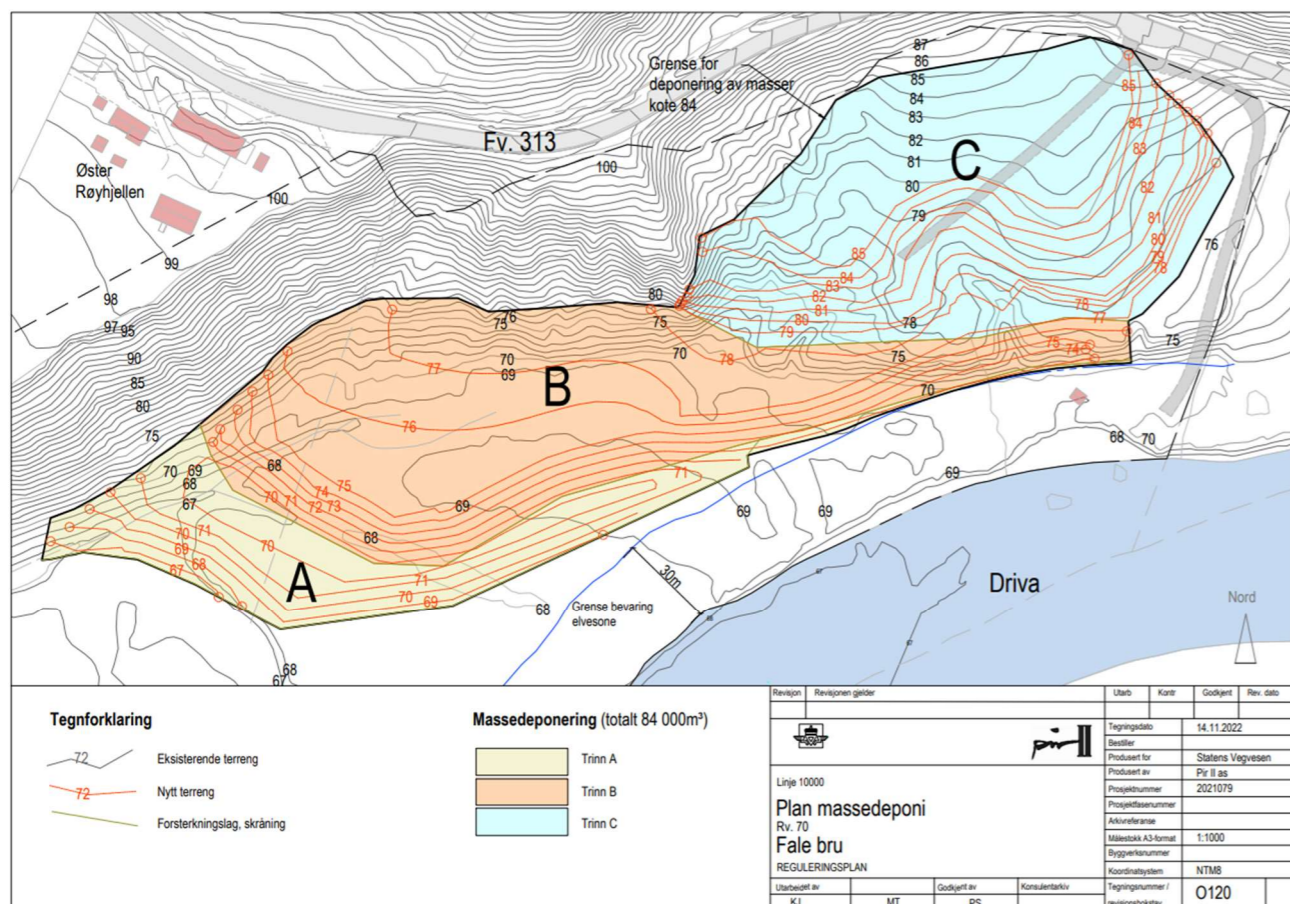 Grense for
deponering av masser
kote 84
Fv. 313
Øster
Røyhjellen
100
100
99
98
97
95
90
85
80
75
70
69
68
67
87
86
85
84
83
82
81
80
79
78
85
84
83
82
81
80
79
78
C
76
85
84
83
82
81
80
79
78
78
77
75
74
75
70
80
76
75
75
70
69
70
78
77
B
76
75
74
73
72
71
70
68
69
68
71
70
71
70
69
68
67
A
71
70
69
68
68
67
69
69
69
68
70
30m
Grense bevaring
elvesone
Driva
Nord
Tegnforklaring
72 Eksisterende terreng
72 Nytt terreng
Forsterkningslag, skråning
Massedeponering (totalt 84 000m³)
Trinn A
Trinn B
Trinn C
Revisjon Revisjonen gjelder Utarb Kontr Godkjent Rev. dato
pir II
Linje 10000
Plan massedeponi
Rv. 70
Fale bru
REGULERINGSPLAN
Utarbeidet av Godkjent av Konsulentarkiv
KJ MT PS
Tegningsdato 14.11.2022
Bestiller
Produsert for Statens Vegvesen
Produsert av Pir II as
Prosjektnummer 2021079
Prosjektfasenummer
Arkivreferanse
Målestokk A3-format 1:1000
Byggverksnummer
Koordinatsystem NTM8
Tegningsnummer / O120
revisjonsbokstav